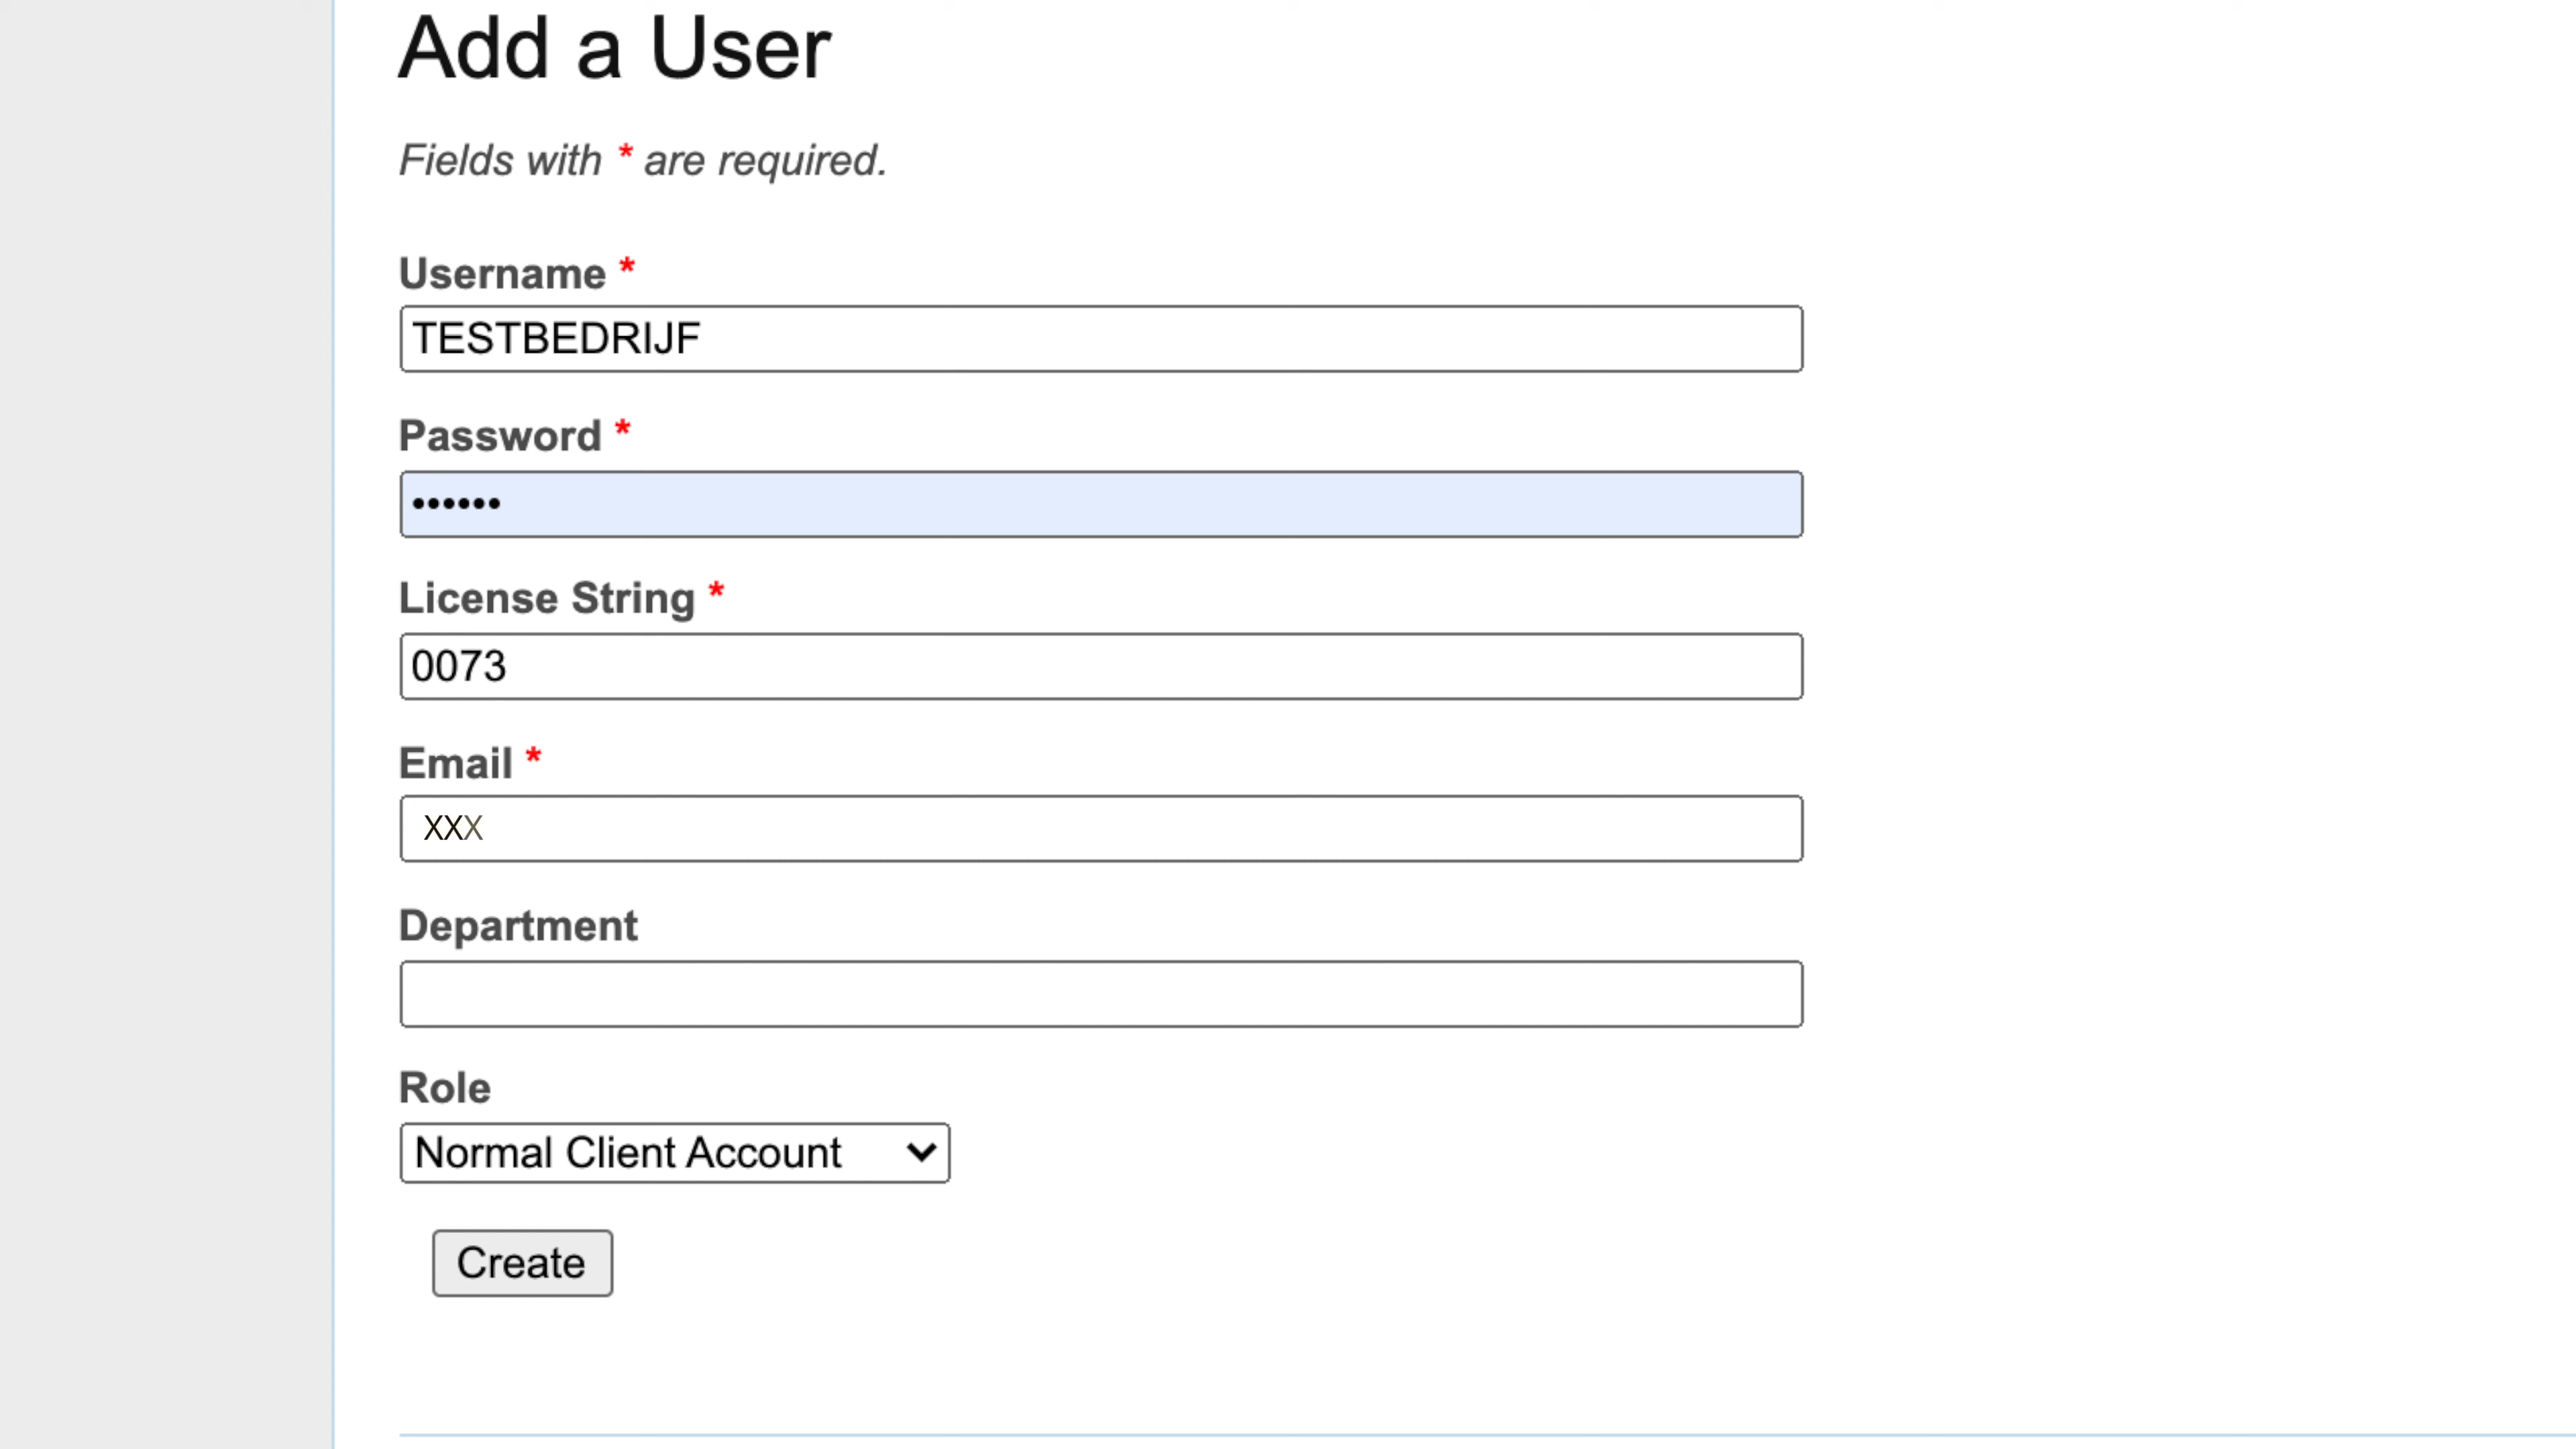 Add a User
Fields with * are required.
Username *
TESTBEDRIJF
Password *
••••••
License String *
0073
Email *
XXX
Department
Role
Normal Client Account
Create